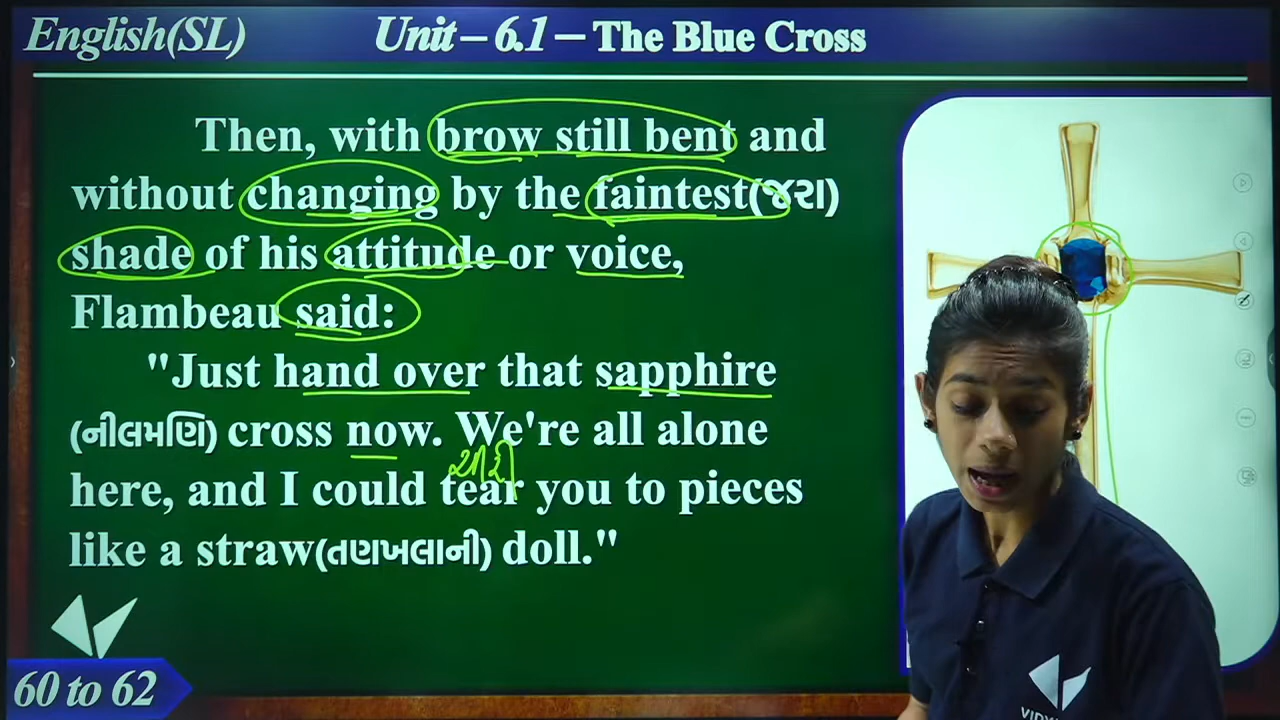 English(SL)
Unit – 6.1 – The Blue Cross
Then, with brow still bent and
without changing by the faintest(જરા)
shade of his attitude or voice,
Flambeau said:
"Just hand over that sapphire
(નીલમણિ) cross now. We're all alone
here, and I could tear you to pieces
like a straw(તણખલાની) doll."
60 to 62